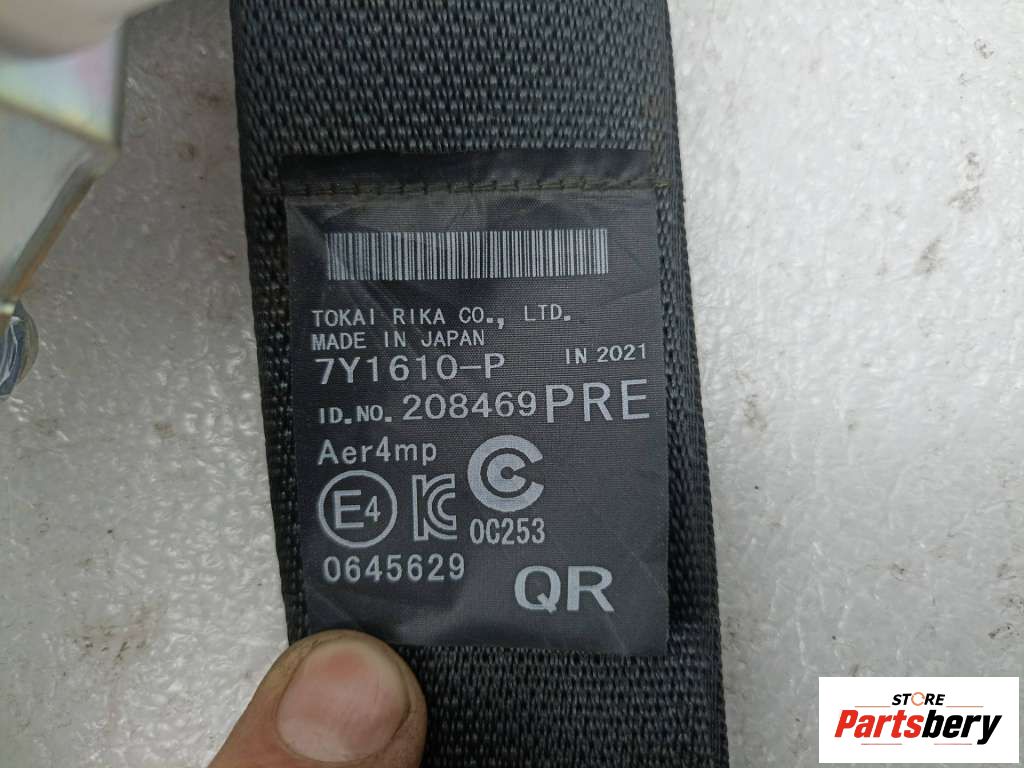 TOKAI RIKA CO., LTD.
MADE IN JAPAN
7Y1610-P IN 2021
ID.NO. 208469 PRE
Aer4mp
E4 KC C 0C253
0645629 QR
STORE
Partsbery